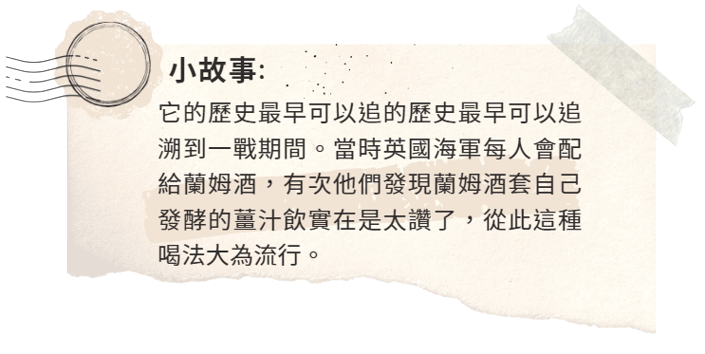 小故事:
它的歷史最早可以追的歷史最早可以追
溯到一戰期間。當時英國海軍每人會配
給蘭姆酒，有次他們發現蘭姆酒套自己
發酵的薑汁飲實在是太讚了，從此這種
喝法大為流行。